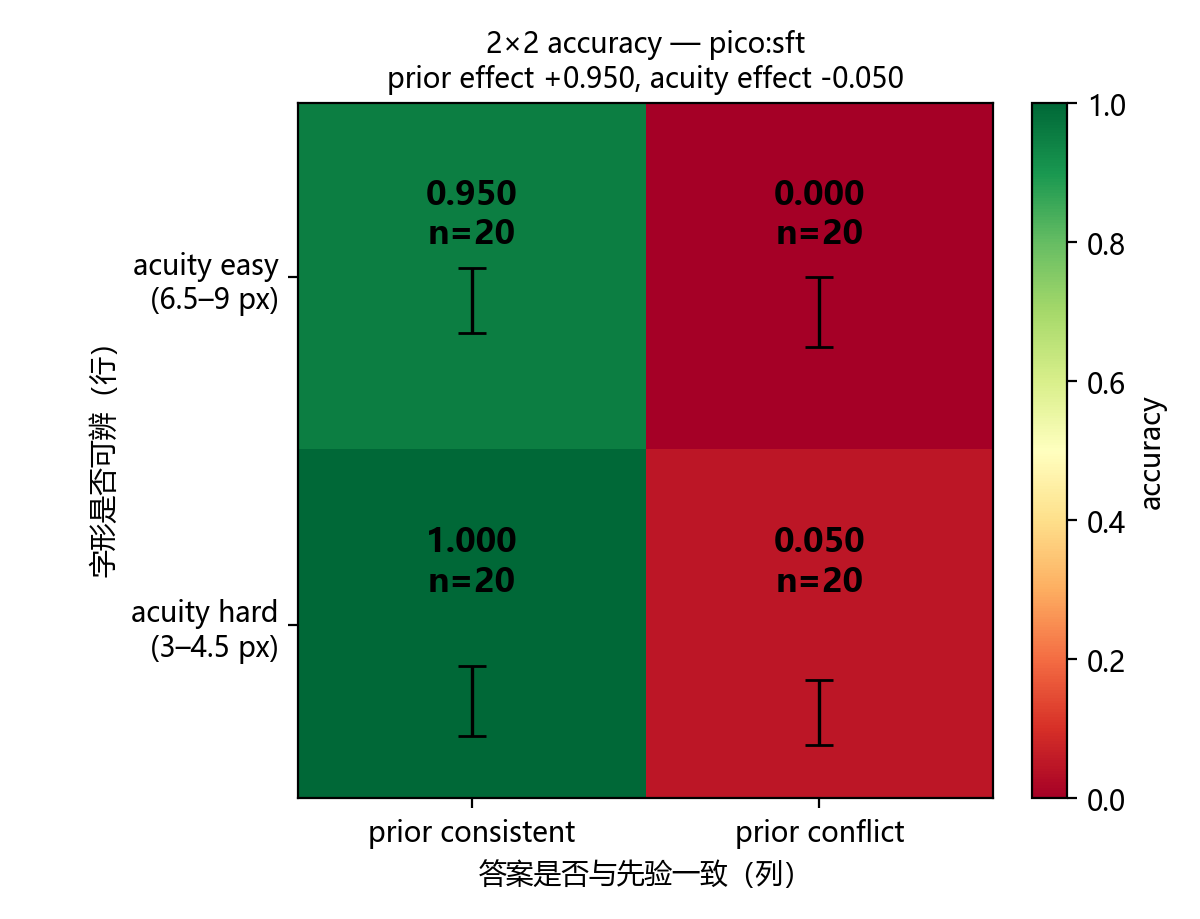 2×2 accuracy — pico:sft
prior effect +0.950, acuity effect -0.050
0.950
n=20
0.000
n=20
1.000
n=20
0.050
n=20
acuity easy
(6.5–9 px)
acuity hard
(3–4.5 px)
字形是否可辨（行）
prior consistent
prior conflict
答案是否与先验一致（列）
1.0
0.8
0.6
0.4
0.2
0.0
accuracy